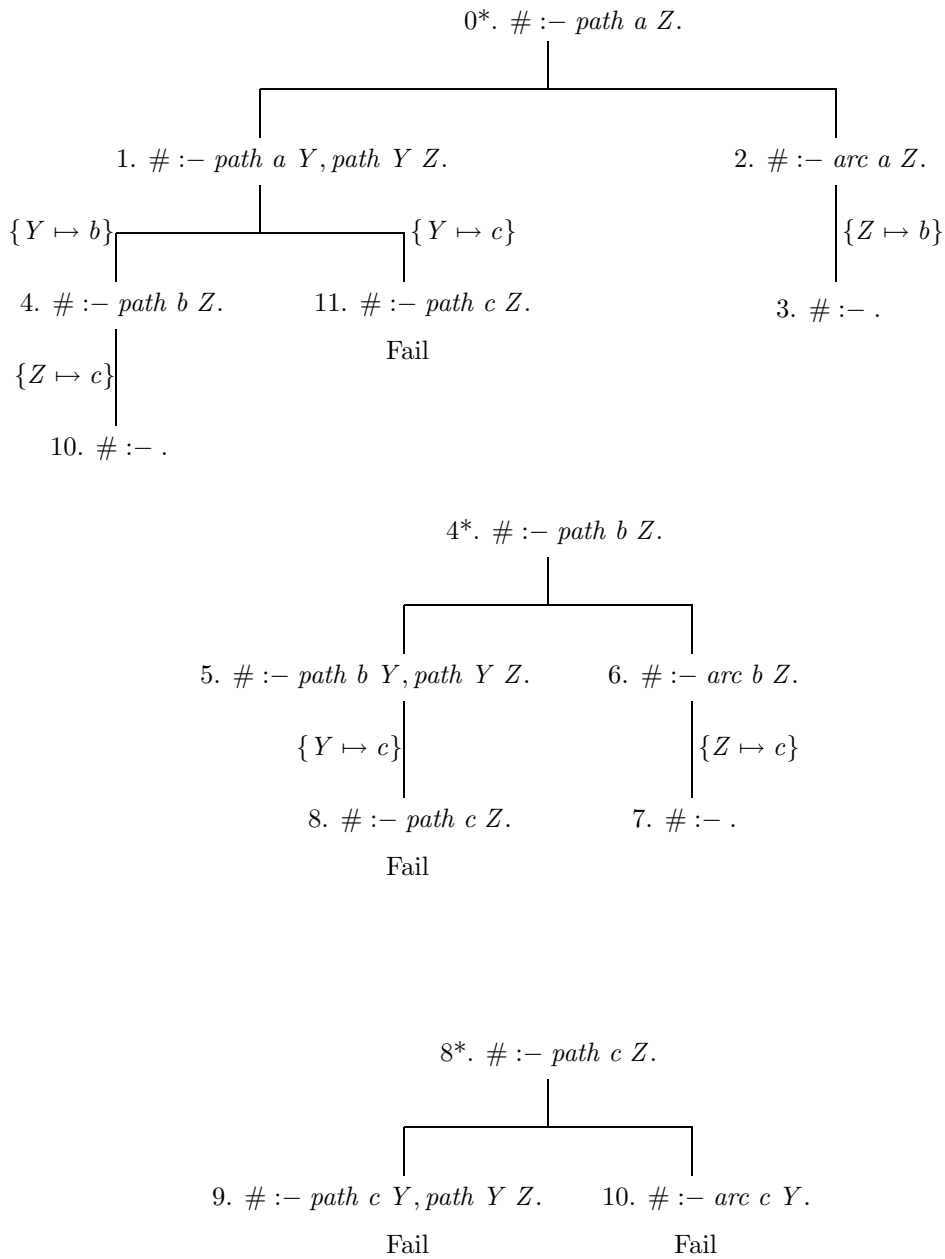 0*. # :− path a Z.
1. # :− path a Y, path Y Z.
2. # :− arc a Z.
{Y ↦ b}
{Y ↦ c}
{Z ↦ b}
4. # :− path b Z.
11. # :− path c Z.
3. # :− .
Fail
{Z ↦ c}
10. # :− .
4*. # :− path b Z.
5. # :− path b Y, path Y Z.
6. # :− arc b Z.
{Y ↦ c}
{Z ↦ c}
8. # :− path c Z.
7. # :− .
Fail
8*. # :− path c Z.
9. # :− path c Y, path Y Z.
10. # :− arc c Y.
Fail
Fail